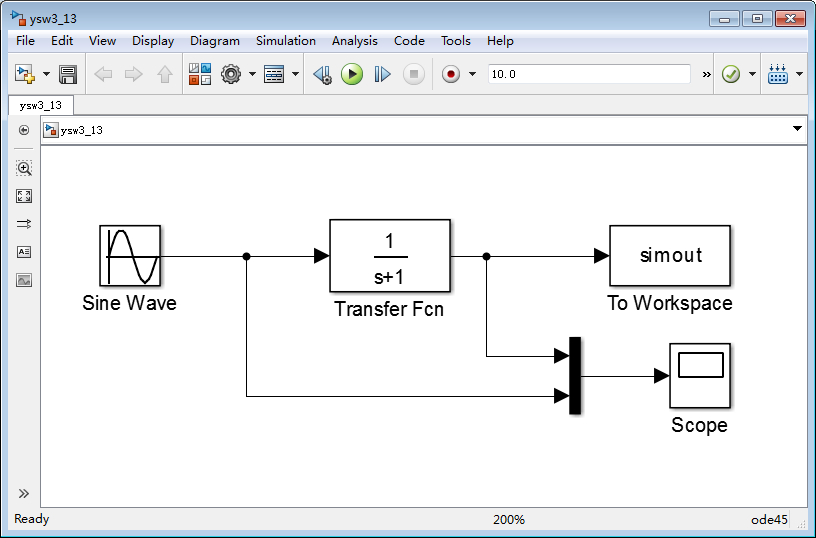 ysw3_13
File Edit View Display Diagram Simulation Analysis Code Tools Help
10.0
»
ysw3_13
ysw3_13
1
s+1
simout
Sine Wave
Transfer Fcn
To Workspace
Scope
Ready 200% ode45